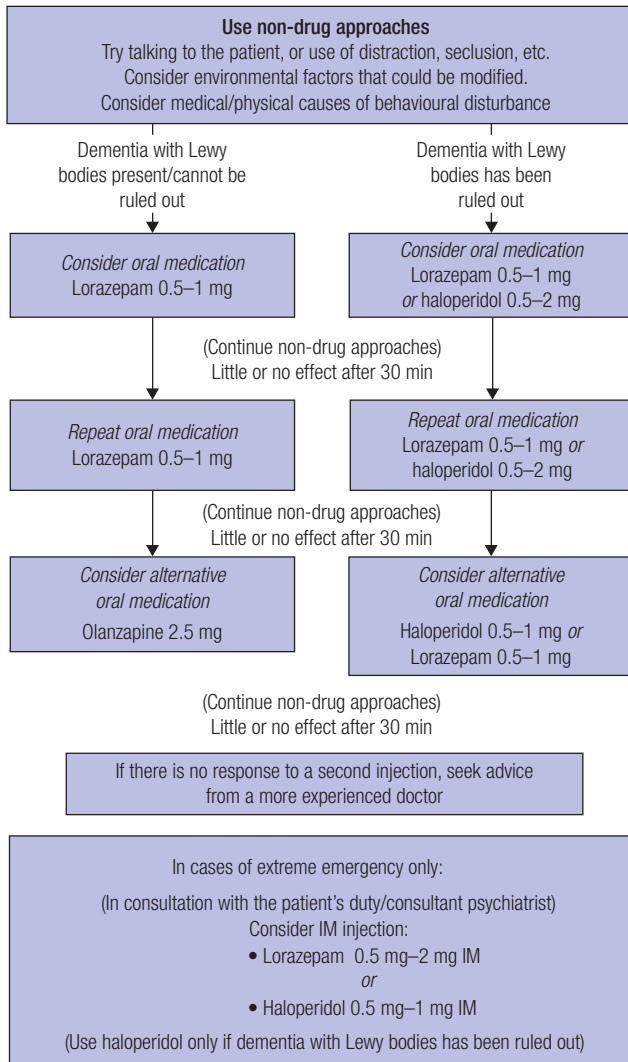 Use non-drug approaches
Try talking to the patient, or use of distraction, seclusion, etc.
Consider environmental factors that could be modified.
Consider medical/physical causes of behavioural disturbance
Dementia with Lewy
bodies present/cannot be
ruled out
Dementia with Lewy
bodies has been
ruled out
Consider oral medication
Lorazepam 0.5–1 mg
Consider oral medication
Lorazepam 0.5–1 mg
or haloperidol 0.5–2 mg
(Continue non-drug approaches)
Little or no effect after 30 min
Repeat oral medication
Lorazepam 0.5–1 mg
Repeat oral medication
Lorazepam 0.5–1 mg or
haloperidol 0.5–2 mg
(Continue non-drug approaches)
Little or no effect after 30 min
Consider alternative
oral medication
Olanzapine 2.5 mg
Consider alternative
oral medication
Haloperidol 0.5–1 mg or
Lorazepam 0.5–1 mg
(Continue non-drug approaches)
Little or no effect after 30 min
If there is no response to a second injection, seek advice
from a more experienced doctor
In cases of extreme emergency only:
(In consultation with the patient's duty/consultant psychiatrist)
Consider IM injection:
• Lorazepam 0.5 mg–2 mg IM
or
• Haloperidol 0.5 mg–1 mg IM
(Use haloperidol only if dementia with Lewy bodies has been ruled out)